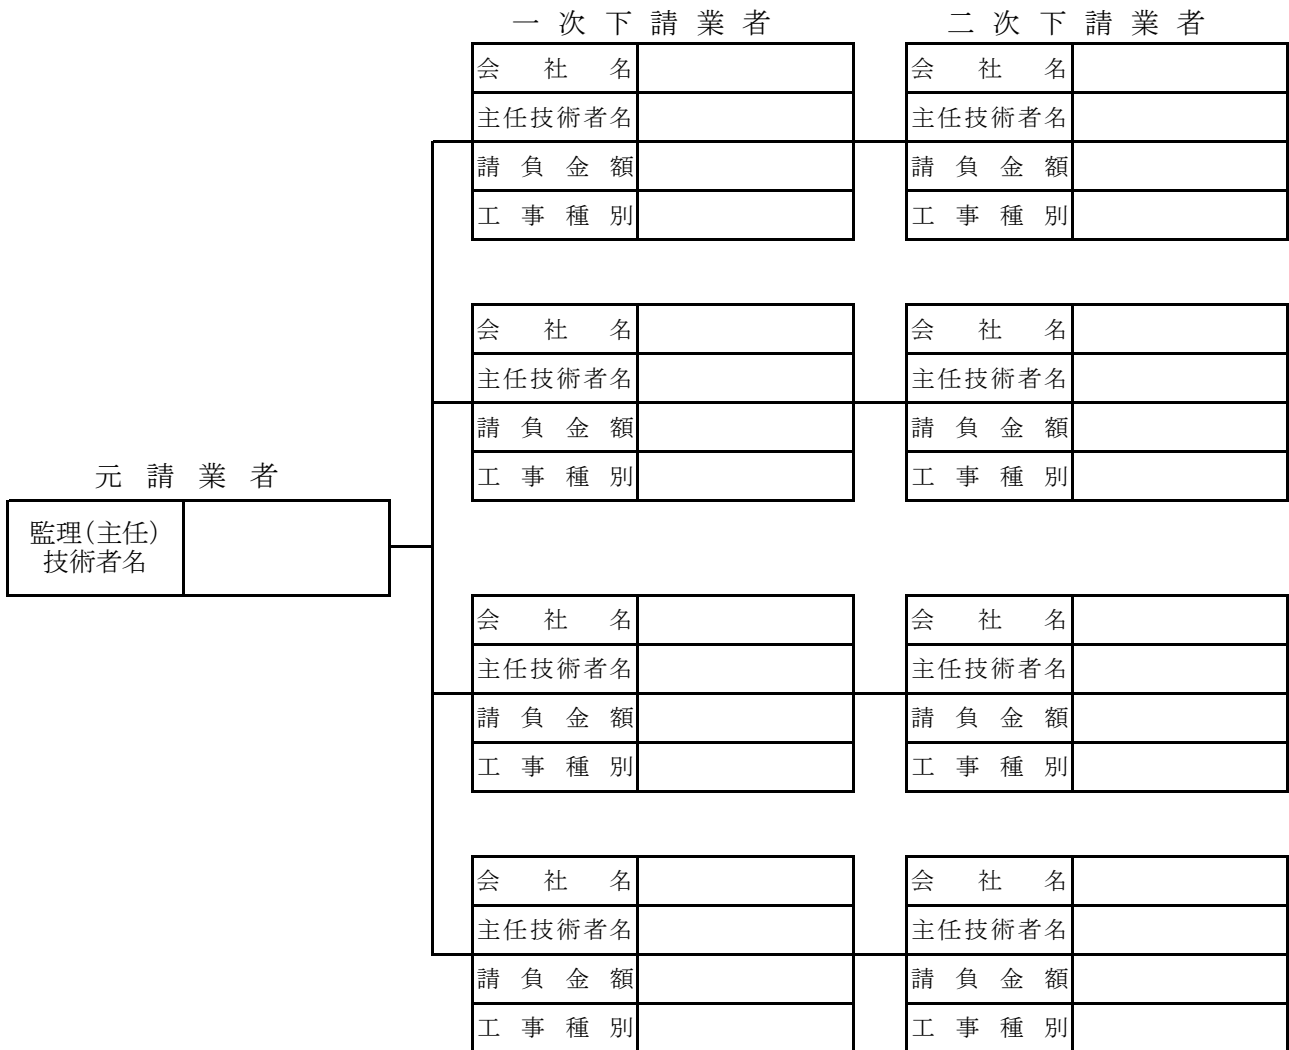 一次下請業者 二次下請業者
会社名 会社名
主任技術者名 主任技術者名
請負金額 請負金額
工事種別 工事種別
会社名 会社名
主任技術者名 主任技術者名
請負金額 請負金額
工事種別 工事種別
元請業者
監理(主任)
技術者名
会社名 会社名
主任技術者名 主任技術者名
請負金額 請負金額
工事種別 工事種別
会社名 会社名
主任技術者名 主任技術者名
請負金額 請負金額
工事種別 工事種別